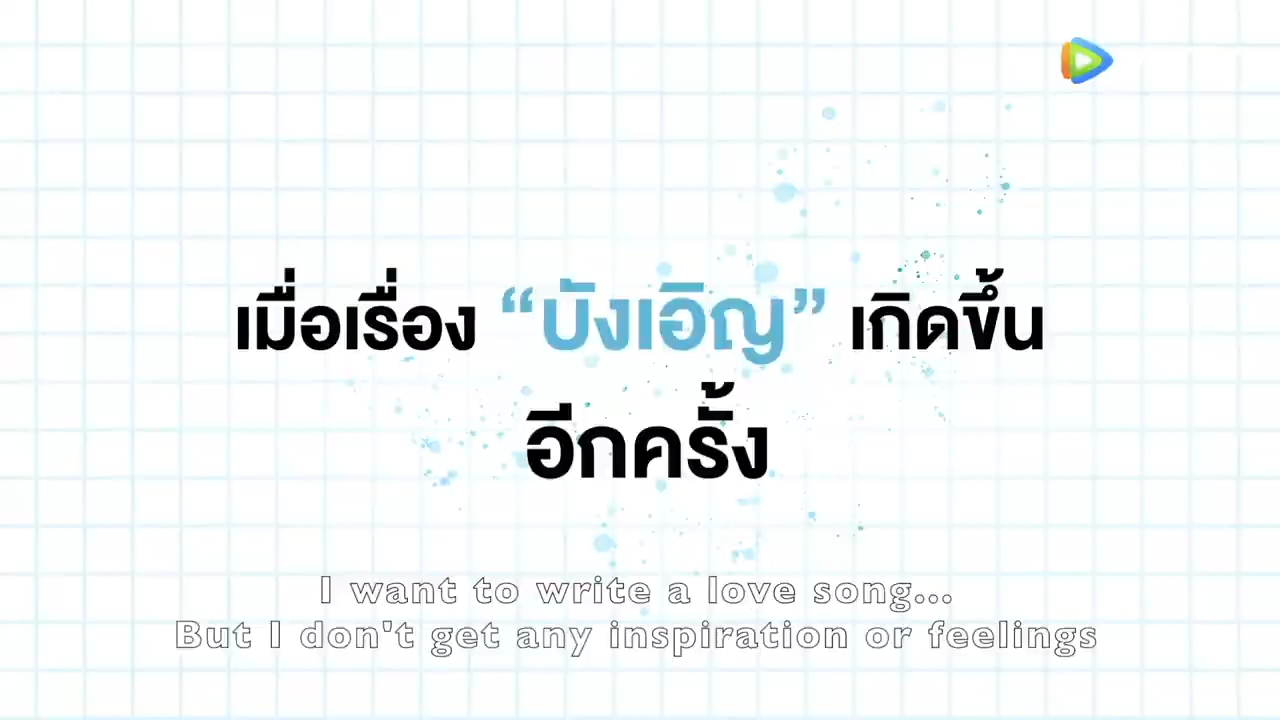 เมื่อเรื่อง “บังเอิญ” เกิดขึ้น
อีกครั้ง
I want to write a love song...
But I don't get any inspiration or feelings